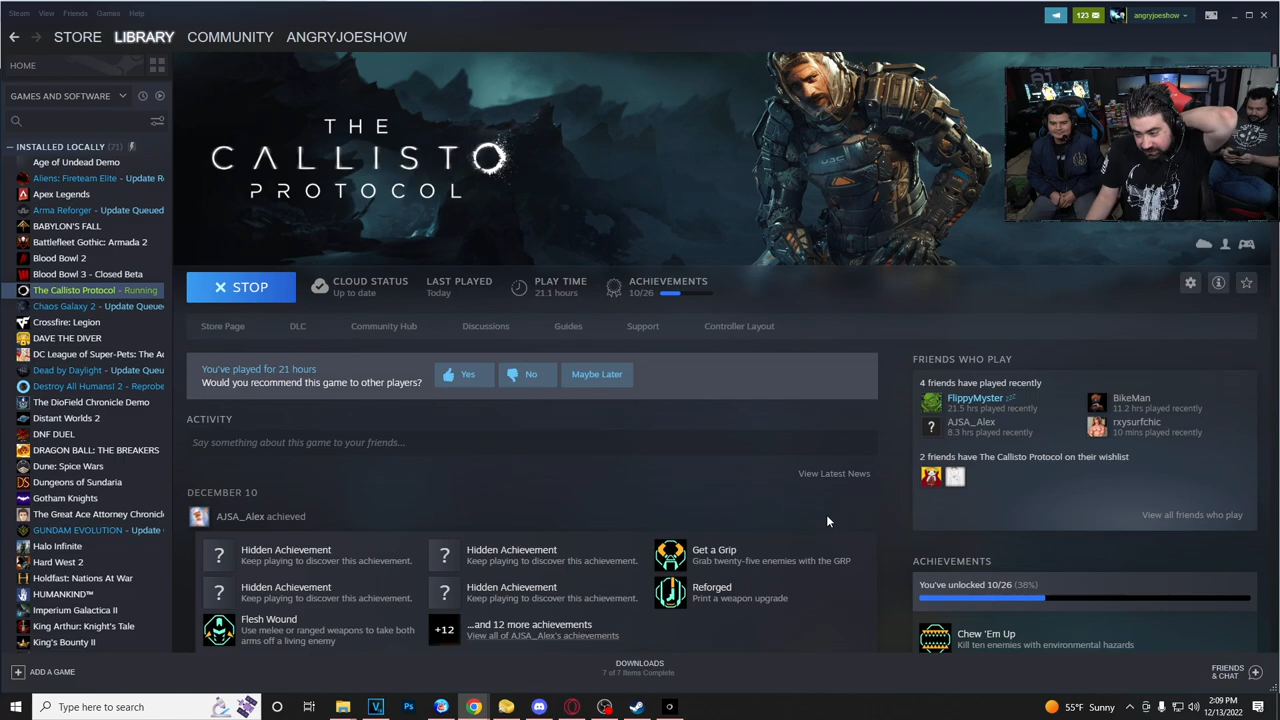 Steam View Friends Games Help
123 angryjoeshow
STORE LIBRARY COMMUNITY ANGRYJOESHOW
HOME
GAMES AND SOFTWARE
INSTALLED LOCALLY (71)
Age of Undead Demo
Aliens: Fireteam Elite - Update R
Apex Legends
Arma Reforger - Update Queued
BABYLON'S FALL
Battlefleet Gothic: Armada 2
Blood Bowl 2
Blood Bowl 3 - Closed Beta
The Callisto Protocol - Running
Chaos Galaxy 2 - Update Queue
Crossfire: Legion
DAVE THE DIVER
DC League of Super-Pets: The Ad
Dead by Daylight - Update Queu
Destroy All Humans! 2 - Reprobe
The DioField Chronicle Demo
Distant Worlds 2
DNF DUEL
DRAGON BALL: THE BREAKERS
Dune: Spice Wars
Dungeons of Sundaria
Gotham Knights
The Great Ace Attorney Chronicl
GUNDAM EVOLUTION - Update
Halo Infinite
Hard West 2
Holdfast: Nations At War
HUMANKIND™
Imperium Galactica II
King Arthur: Knight's Tale
King's Bounty II
THE
CALLISTO
PROTOCOL
UJC
STOP
CLOUD STATUS
Up to date
LAST PLAYED
Today
PLAY TIME
21.1 hours
ACHIEVEMENTS
10/26
Store Page DLC Community Hub Discussions Guides Support Controller Layout
You've played for 21 hours
Would you recommend this game to other players?
Yes No Maybe Later
ACTIVITY
Say something about this game to your friends...
View Latest News
DECEMBER 10
AJSA_Alex achieved
Hidden Achievement
Keep playing to discover this achievement.
Hidden Achievement
Keep playing to discover this achievement.
Get a Grip
Grab twenty-five enemies with the GRP
Hidden Achievement
Keep playing to discover this achievement.
Hidden Achievement
Keep playing to discover this achievement.
Reforged
Print a weapon upgrade
Flesh Wound
Use melee or ranged weapons to take both
arms off a living enemy
+12
...and 12 more achievements
View all of AJSA_Alex's achievements
FRIENDS WHO PLAY
4 friends have played recently
FlippyMyster
21.5 hrs played recently
BikeMan
11.2 hrs played recently
AJSA_Alex
8.3 hrs played recently
rxysurfchic
10 mins played recently
2 friends have The Callisto Protocol on their wishlist
View all friends who play
ACHIEVEMENTS
You've unlocked 10/26 (38%)
Chew 'Em Up
Kill ten enemies with environmental hazards
ADD A GAME
DOWNLOADS
7 of 7 Items Complete
FRIENDS
& CHAT
Type here to search
55°F Sunny
2:09 PM
12/13/2022